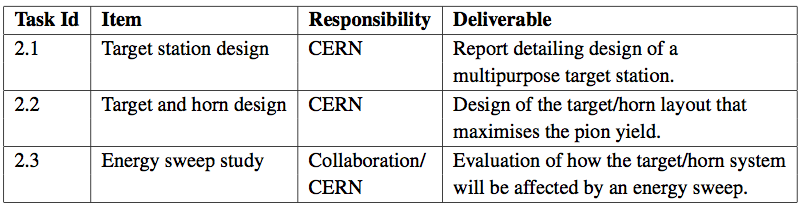 Task Id Item Responsibility Deliverable
2.1 Target station design CERN Report detailing design of a
multipurpose target station.
2.2 Target and horn design CERN Design of the target/horn layout that
maximises the pion yield.
2.3 Energy sweep study Collaboration/ Evaluation of how the target/horn system
CERN will be affected by an energy sweep.